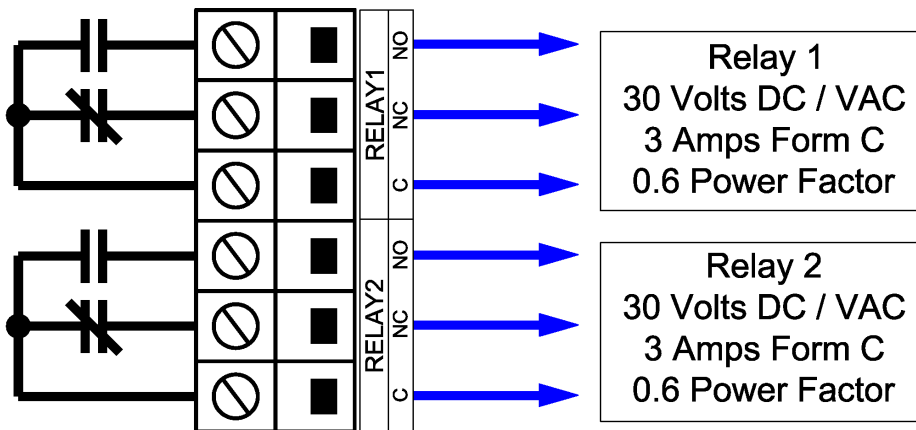 RELAY1
NO
NC
C
Relay 1
30 Volts DC / VAC
3 Amps Form C
0.6 Power Factor
RELAY2
NO
NC
C
Relay 2
30 Volts DC / VAC
3 Amps Form C
0.6 Power Factor